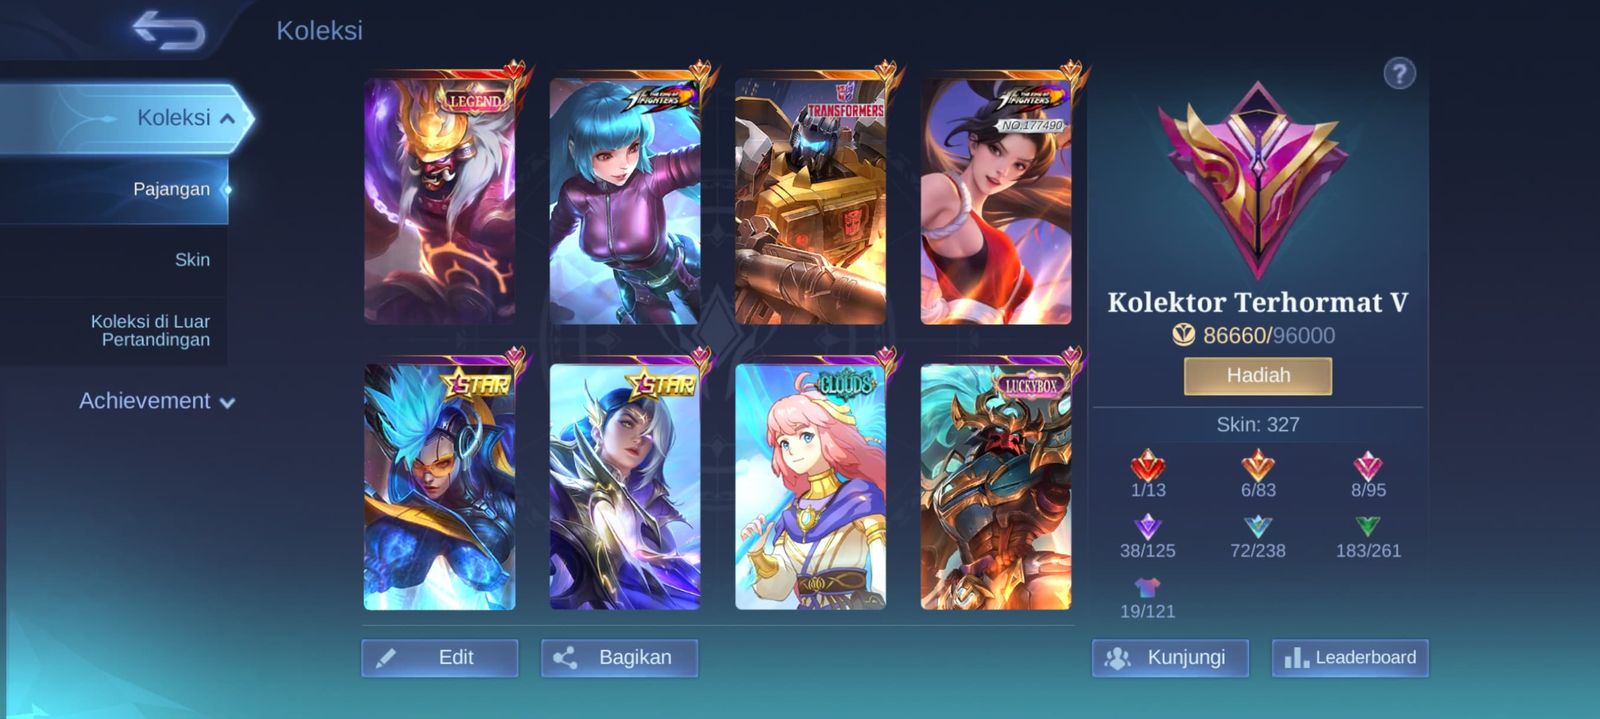 Koleksi
Koleksi
Pajangan
Skin
Koleksi di Luar
Pertandingan
Achievement
LEGEND
THE KING OF FIGHTERS
TRANSFORMERS
THE KING OF FIGHTERS
NO.177490
STAR
STAR
CLOUDS
LUCKYBOX
Edit
Bagikan
?
Kolektor Terhormat V
86660/96000
Hadiah
Skin: 327
1/13
6/83
8/95
38/125
72/238
183/261
19/121
Kunjungi
Leaderboard